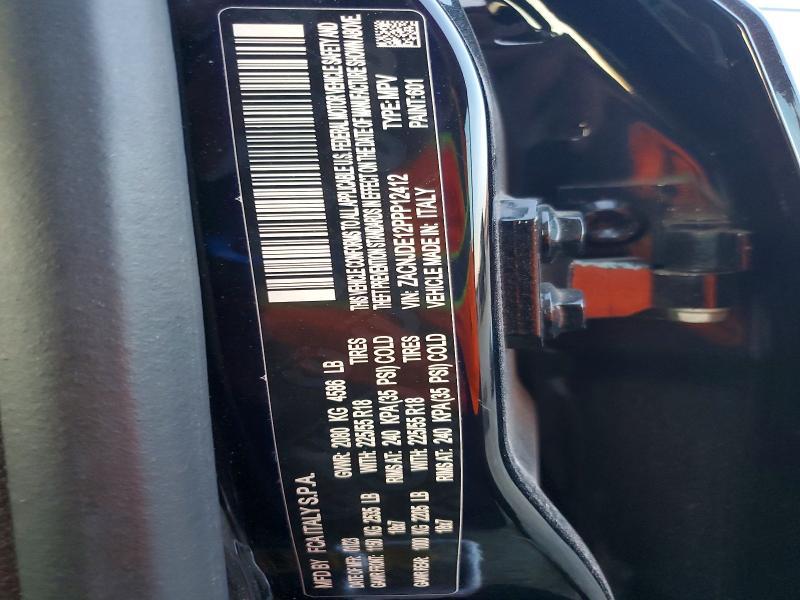 MFD BY FCA ITALY S.P.A.
DATE OF MFR:
GVWR: 2080 KG 4586 LB
GAWR FRONT: 1150 KG 2535 LB
WITH: 225/55 R18 TIRES
RIMS AT: 240 KPA(35 PSI) COLD
18x7
GAWR REAR: 1000 KG 2205 LB
WITH: 225/55 R18 TIRES
RIMS AT: 240 KPA(35 PSI) COLD
18x7
THIS VEHICLE CONFORMS TO ALL APPLICABLE U.S. FEDERAL MOTOR VEHICLE SAFETY AND
THEFT PREVENTION STANDARDS IN EFFECT ON THE DATE OF MANUFACTURE SHOWN ABOVE
VIN: ZACNJDE12PPP12412 TYPE: MPV
VEHICLE MADE IN: ITALY PAINT: 601